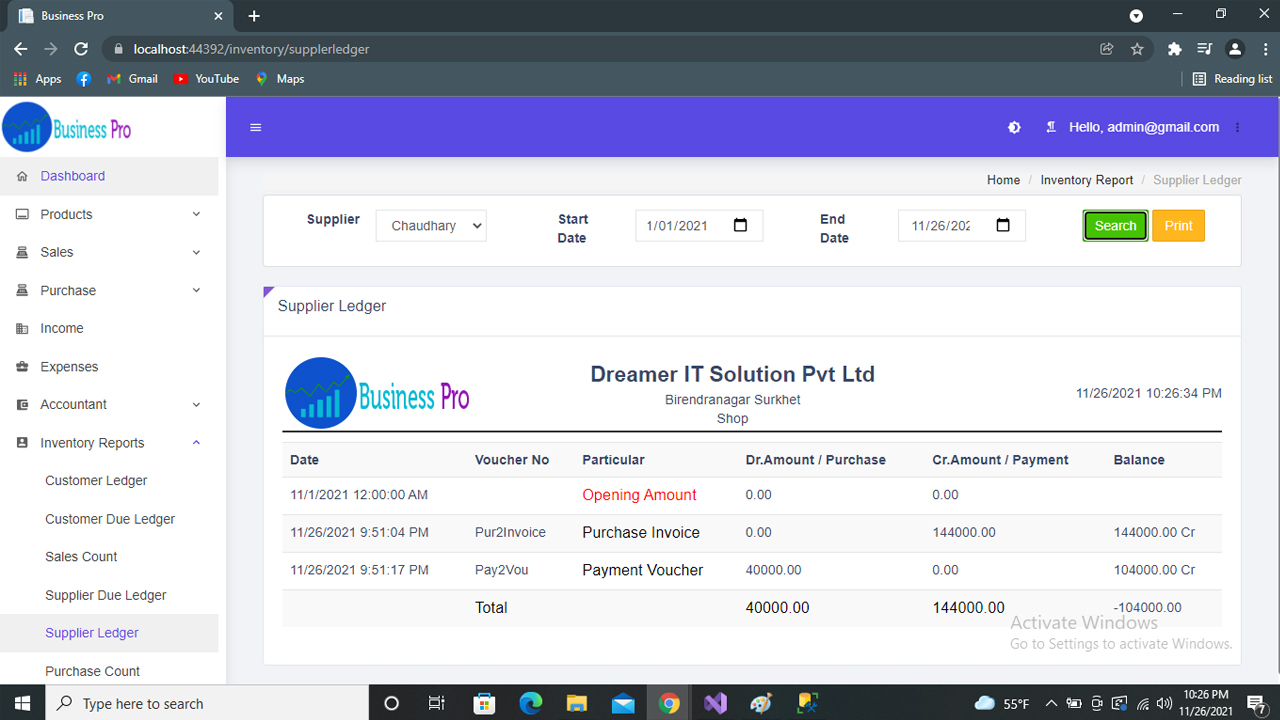 Business Pro
localhost:44392/inventory/supplerledger
Apps
Gmail
YouTube
Maps
Reading list
Business Pro
Hello, admin@gmail.com
Dashboard
Products
Sales
Purchase
Income
Expenses
Accountant
Inventory Reports
Customer Ledger
Customer Due Ledger
Sales Count
Supplier Due Ledger
Supplier Ledger
Purchase Count
Home / Inventory Report / Supplier Ledger
Supplier
Chaudhary
Start
Date
1/01/2021
End
Date
11/26/202
Search
Print
Supplier Ledger
Business Pro
Dreamer IT Solution Pvt Ltd
Birendranagar Surkhet
Shop
11/26/2021 10:26:34 PM
Date Voucher No Particular Dr.Amount / Purchase Cr.Amount / Payment Balance
11/1/2021 12:00:00 AM Opening Amount 0.00 0.00
11/26/2021 9:51:04 PM Pur2Invoice Purchase Invoice 0.00 144000.00 144000.00 Cr
11/26/2021 9:51:17 PM Pay2Vou Payment Voucher 40000.00 0.00 104000.00 Cr
Total 40000.00 144000.00 -104000.00
Activate Windows
Go to Settings to activate Windows.
Type here to search
55°F
10:26 PM
11/26/2021
7